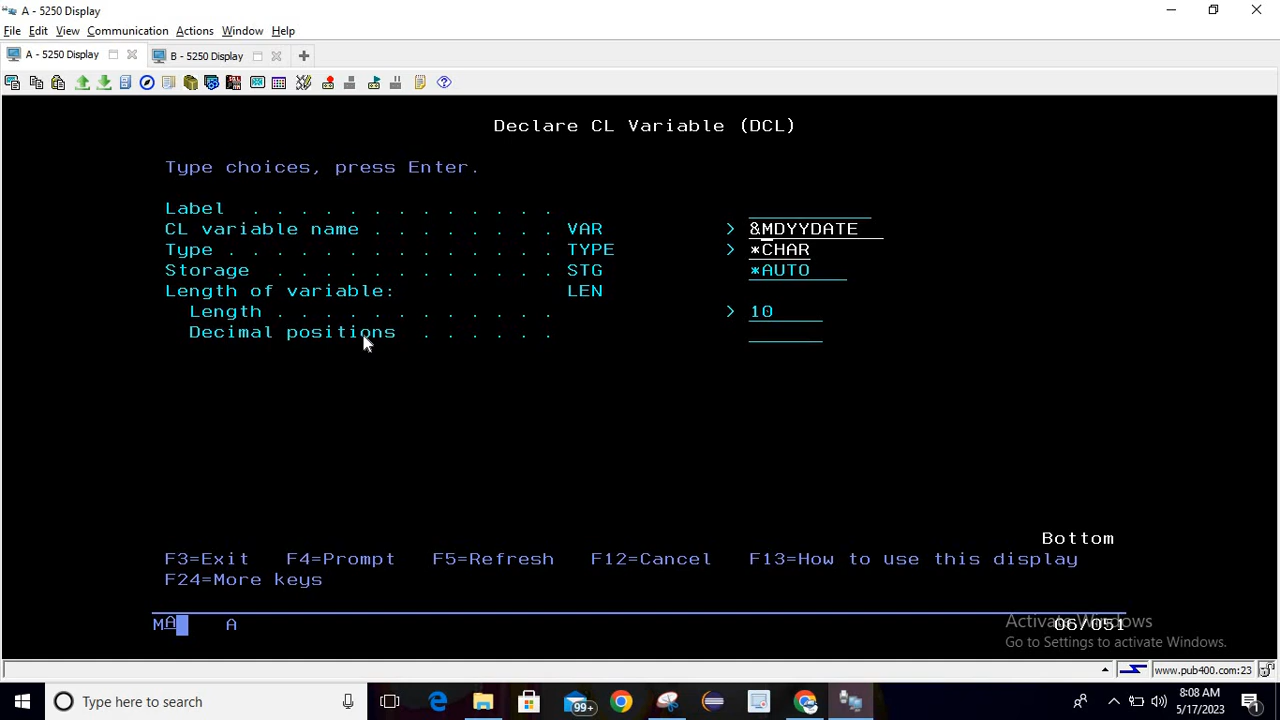 A - 5250 Display
File Edit View Communication Actions Window Help
A - 5250 Display B - 5250 Display
Declare CL Variable (DCL)
Type choices, press Enter.
Label . . . . . . . . . . . . .
CL variable name . . . . . . . . VAR > &MDYYDATE
Type . . . . . . . . . . . . . . TYPE > *CHAR
Storage . . . . . . . . . . . . STG *AUTO
Length of variable: LEN
Length . . . . . . . . . . . . > 10
Decimal positions . . . . . .
Bottom
F3=Exit F4=Prompt F5=Refresh F12=Cancel F13=How to use this display
F24=More keys
MA A 06/051
Activate Windows
Go to Settings to activate Windows.
www.pub400.com:23
Type here to search
99+
8:08 AM
5/17/2023
1